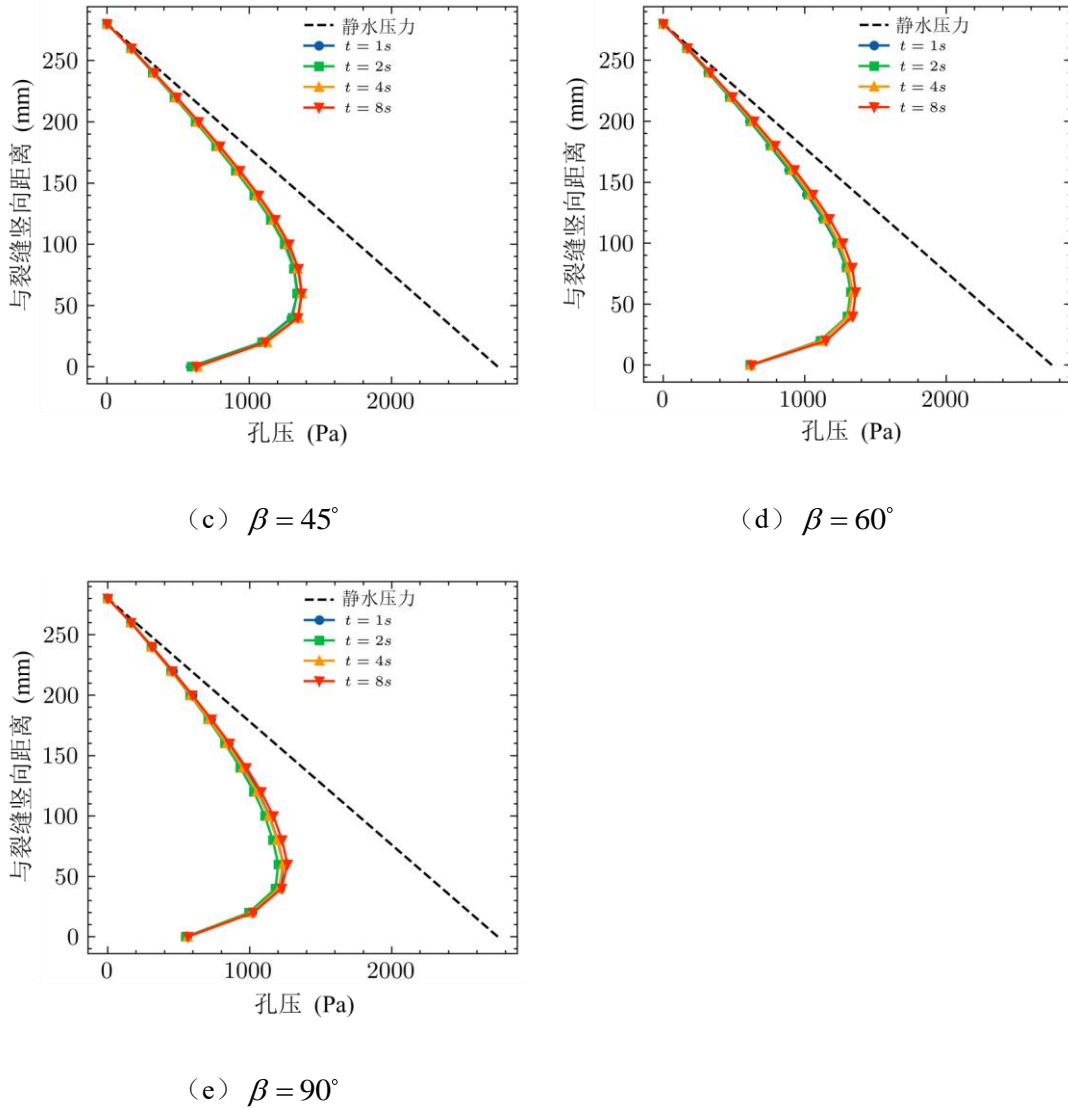 静水压力
t = 1s
t = 2s
t = 4s
t = 8s
与裂缝竖向距离 (mm)
250
200
150
100
50
0
0 1000 2000
孔压 (Pa)
（c） β = 45°
静水压力
t = 1s
t = 2s
t = 4s
t = 8s
与裂缝竖向距离 (mm)
250
200
150
100
50
0
0 1000 2000
孔压 (Pa)
（d） β = 60°
静水压力
t = 1s
t = 2s
t = 4s
t = 8s
与裂缝竖向距离 (mm)
250
200
150
100
50
0
0 1000 2000
孔压 (Pa)
（e） β = 90°